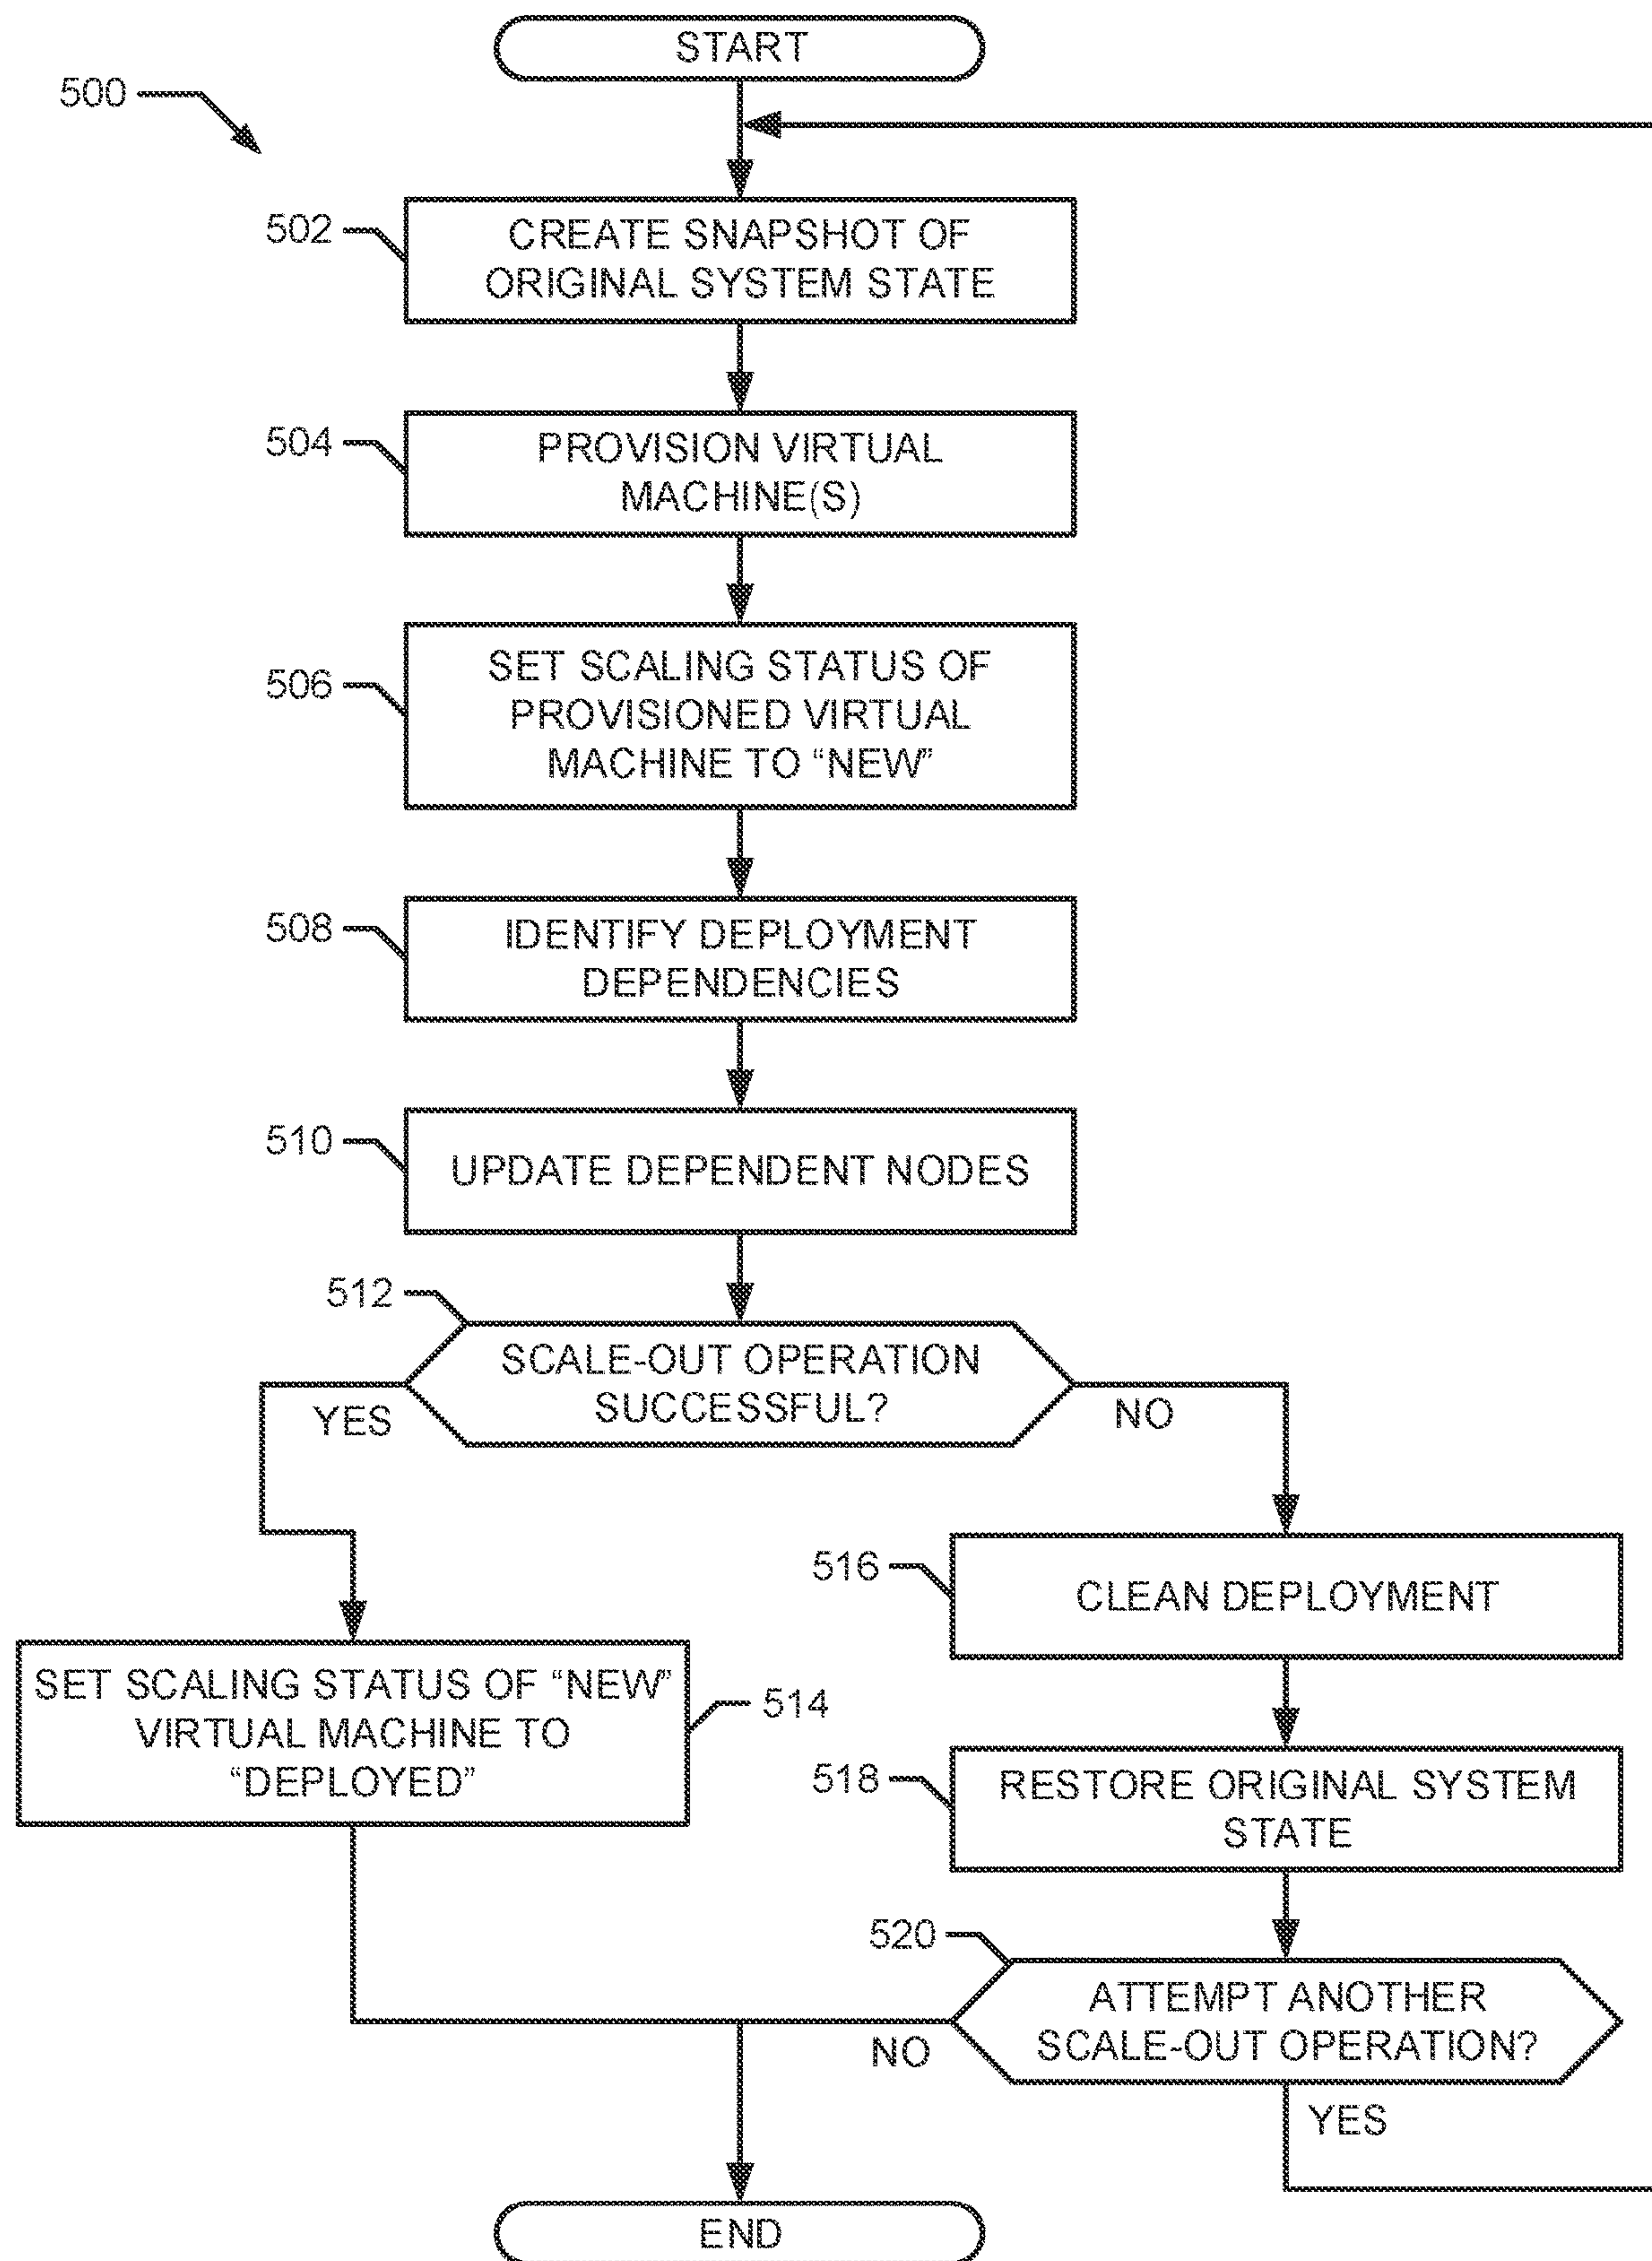 START
500
502
CREATE SNAPSHOT OF
ORIGINAL SYSTEM STATE
504
PROVISION VIRTUAL
MACHINE(S)
506
SET SCALING STATUS OF
PROVISIONED VIRTUAL
MACHINE TO “NEW”
508
IDENTIFY DEPLOYMENT
DEPENDENCIES
510
UPDATE DEPENDENT NODES
512
SCALE-OUT OPERATION
SUCCESSFUL?
YES
NO
516
CLEAN DEPLOYMENT
SET SCALING STATUS OF “NEW”
VIRTUAL MACHINE TO
“DEPLOYED”
514
518
RESTORE ORIGINAL SYSTEM
STATE
520
ATTEMPT ANOTHER
SCALE-OUT OPERATION?
NO
YES
END